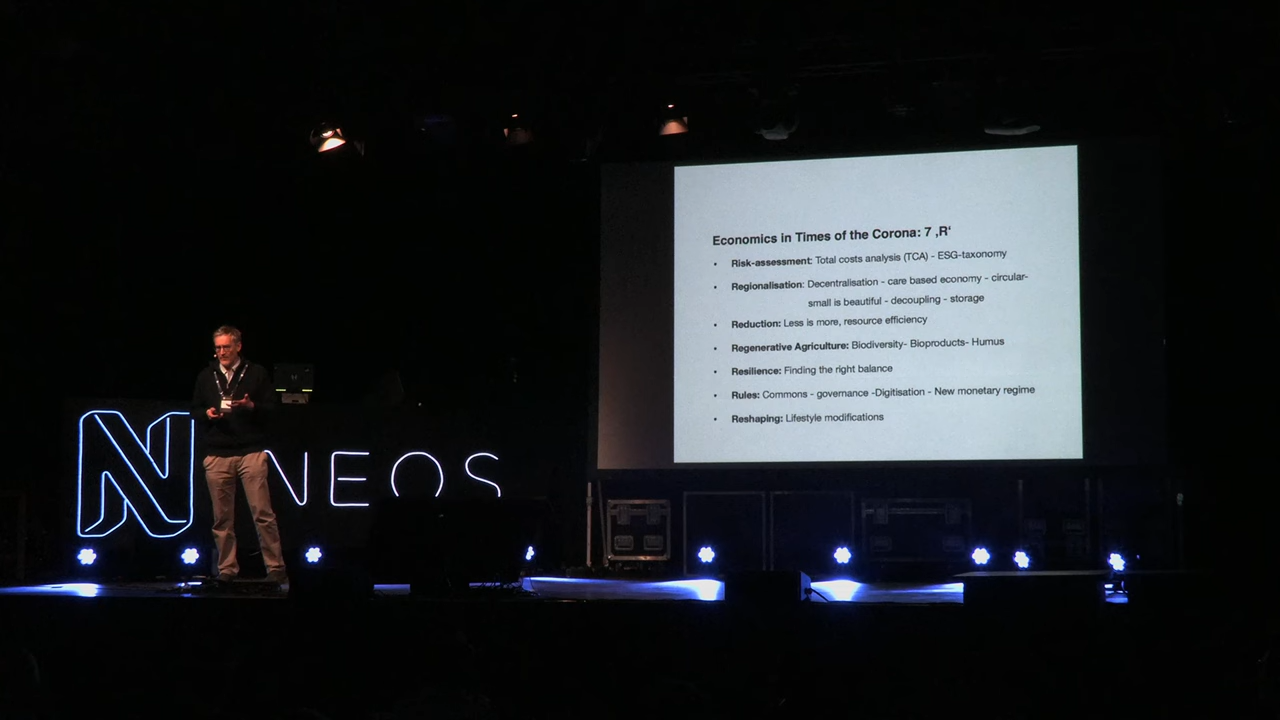 Economics in Times of the Corona: 7 ‚R‘
• Risk-assessment: Total costs analysis (TCA) - ESG-taxonomy
• Regionalisation: Decentralisation - care based economy - circular-
small is beautiful - decoupling - storage
• Reduction: Less is more, resource efficiency
• Regenerative Agriculture: Biodiversity- Bioproducts- Humus
• Resilience: Finding the right balance
• Rules: Commons - governance -Digitisation - New monetary regime
• Reshaping: Lifestyle modifications
N NEOS